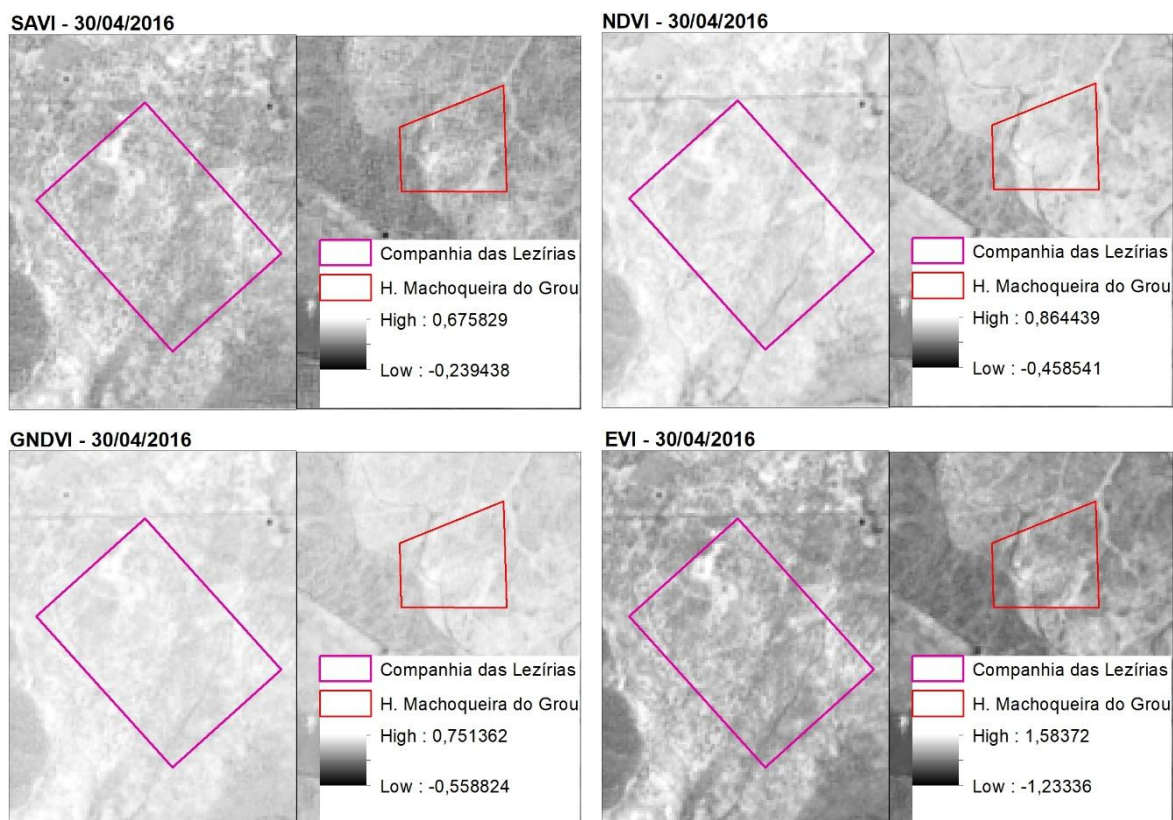 SAVI - 30/04/2016
Companhia das Lezírias
H. Machoqueira do Grou
High : 0,675829
Low : -0,239438
NDVI - 30/04/2016
Companhia das Lezírias
H. Machoqueira do Grou
High : 0,864439
Low : -0,458541
GNDVI - 30/04/2016
Companhia das Lezírias
H. Machoqueira do Grou
High : 0,751362
Low : -0,558824
EVI - 30/04/2016
Companhia das Lezírias
H. Machoqueira do Grou
High : 1,58372
Low : -1,23336